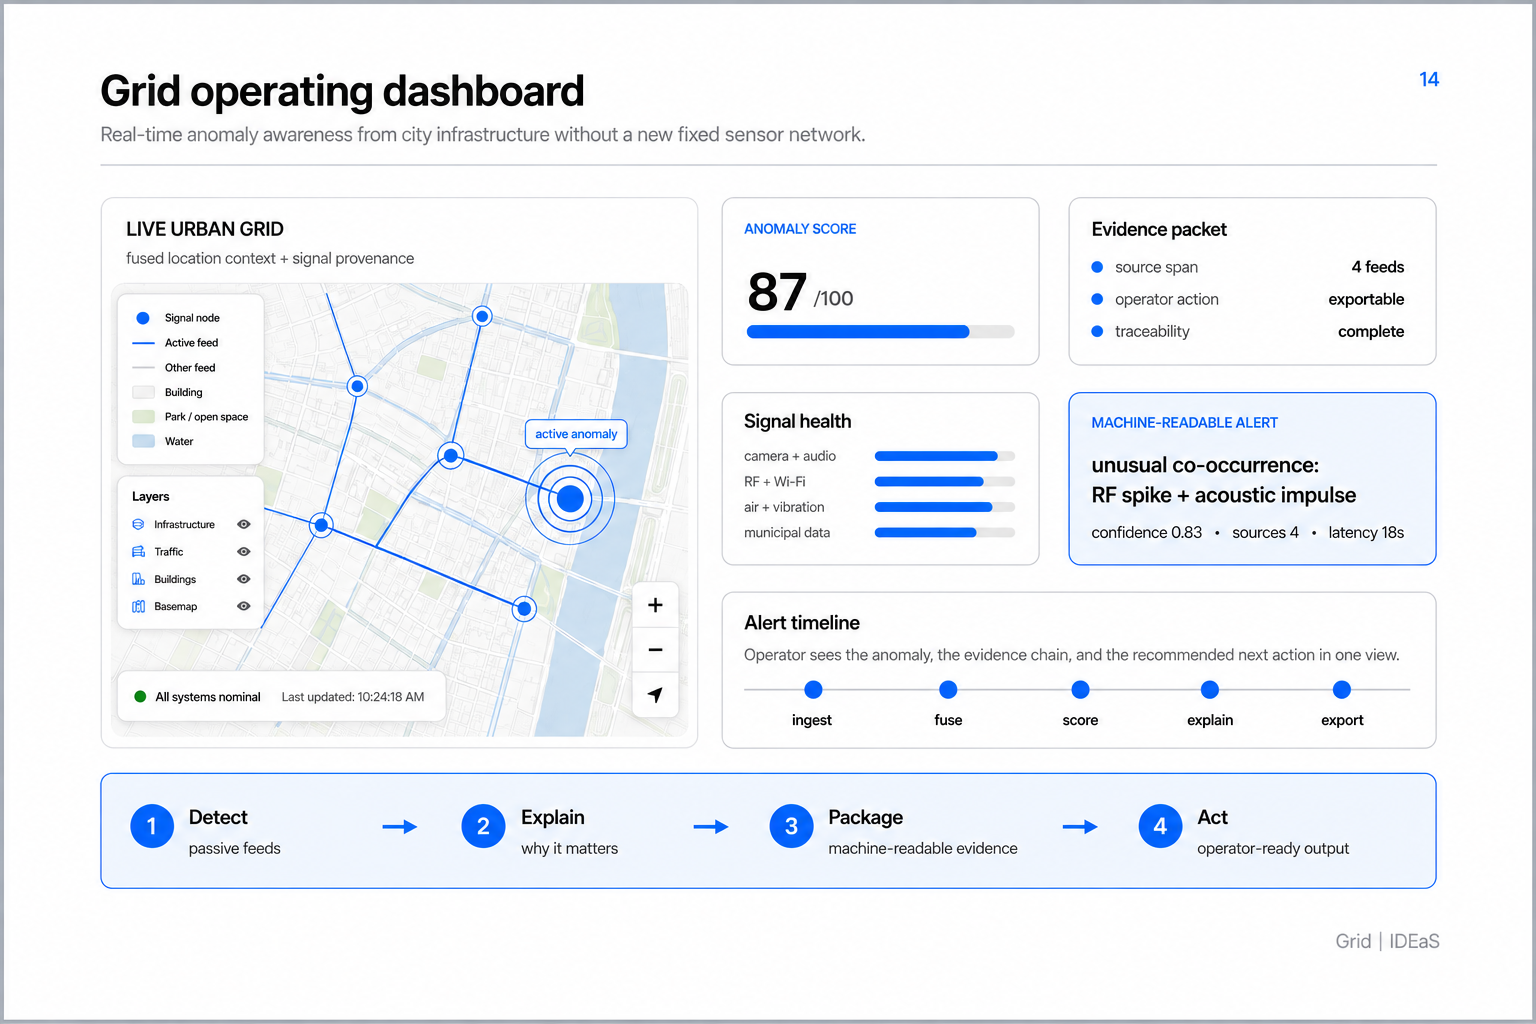 Grid operating dashboard
14
Real-time anomaly awareness from city infrastructure without a new fixed sensor network.
LIVE URBAN GRID
fused location context + signal provenance
Signal node
Active feed
Other feed
Building
Park / open space
Water
Layers
Infrastructure
Traffic
Buildings
Basemap
active anomaly
+
−
All systems nominal Last updated: 10:24:18 AM
ANOMALY SCORE
87 /100
Evidence packet
source span 4 feeds
operator action exportable
traceability complete
Signal health
camera + audio
RF + Wi-Fi
air + vibration
municipal data
MACHINE-READABLE ALERT
unusual co-occurrence:
RF spike + acoustic impulse
confidence 0.83 • sources 4 • latency 18s
Alert timeline
Operator sees the anomaly, the evidence chain, and the recommended next action in one view.
ingest fuse score explain export
1 Detect
passive feeds
2 Explain
why it matters
3 Package
machine-readable evidence
4 Act
operator-ready output
Grid | IDEaS